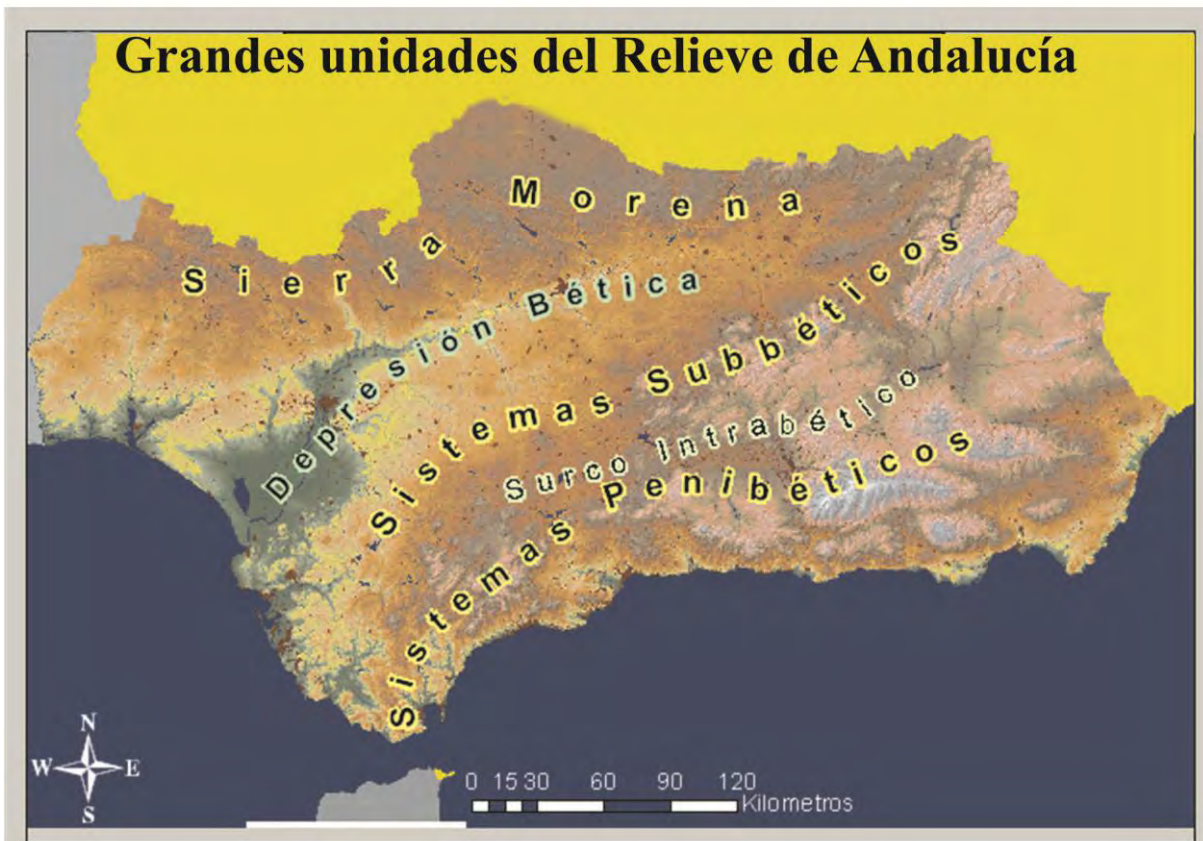 Grandes unidades del Relieve de Andalucía
Sierra Morena
Depresión Bética
Sistemas Subbéticos
Surco Intrabético
Sistemas Penibéticos
N
W E
S
0 15 30 60 90 120
Kilometros